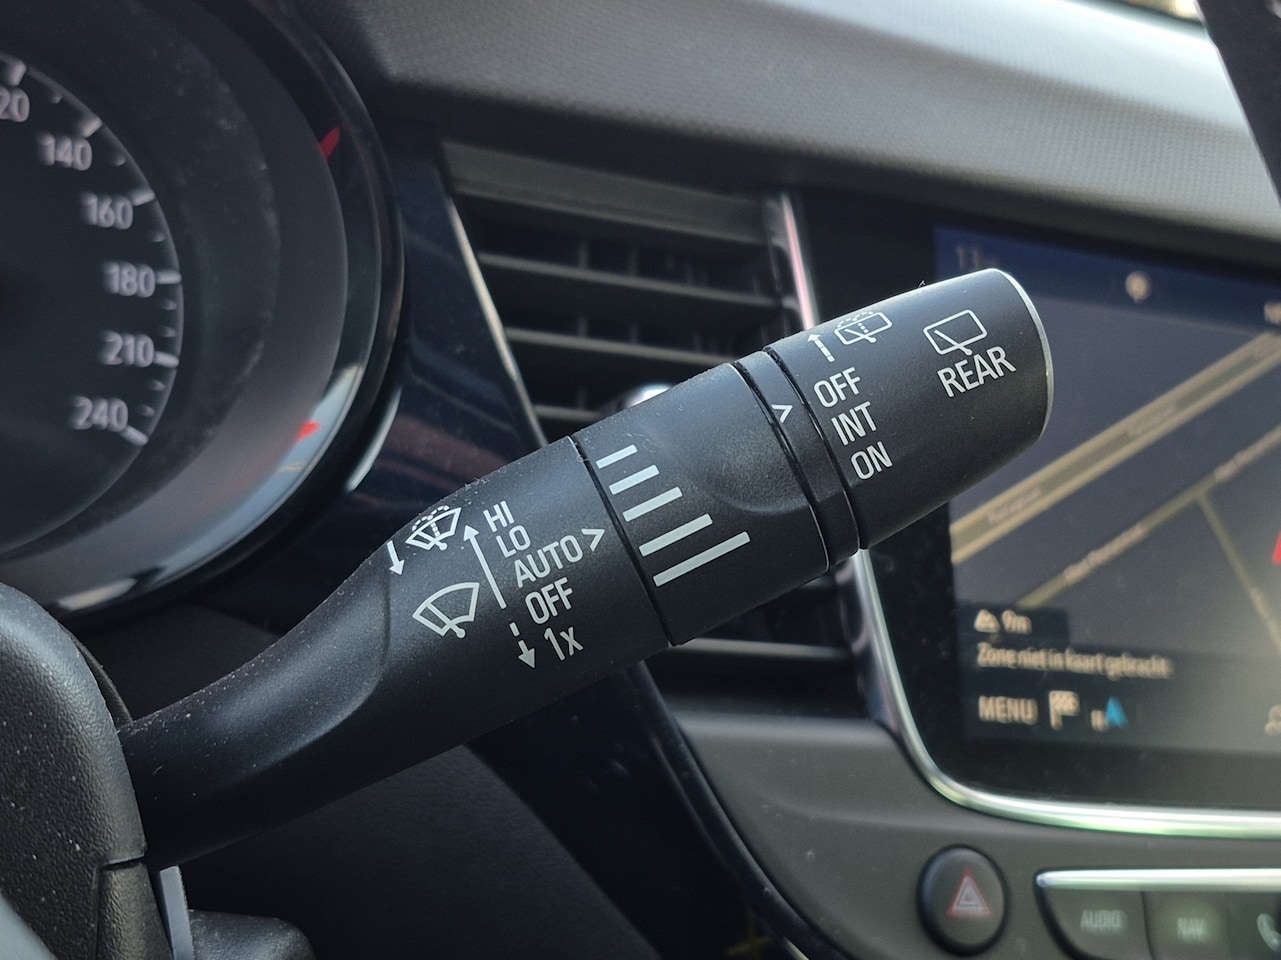 140
160
180
210
240
HI
LO
AUTO >
OFF
1x
>
OFF
INT
ON
REAR
9m
Zone niet in kaart gebracht
MENU
AUDIO
NAV